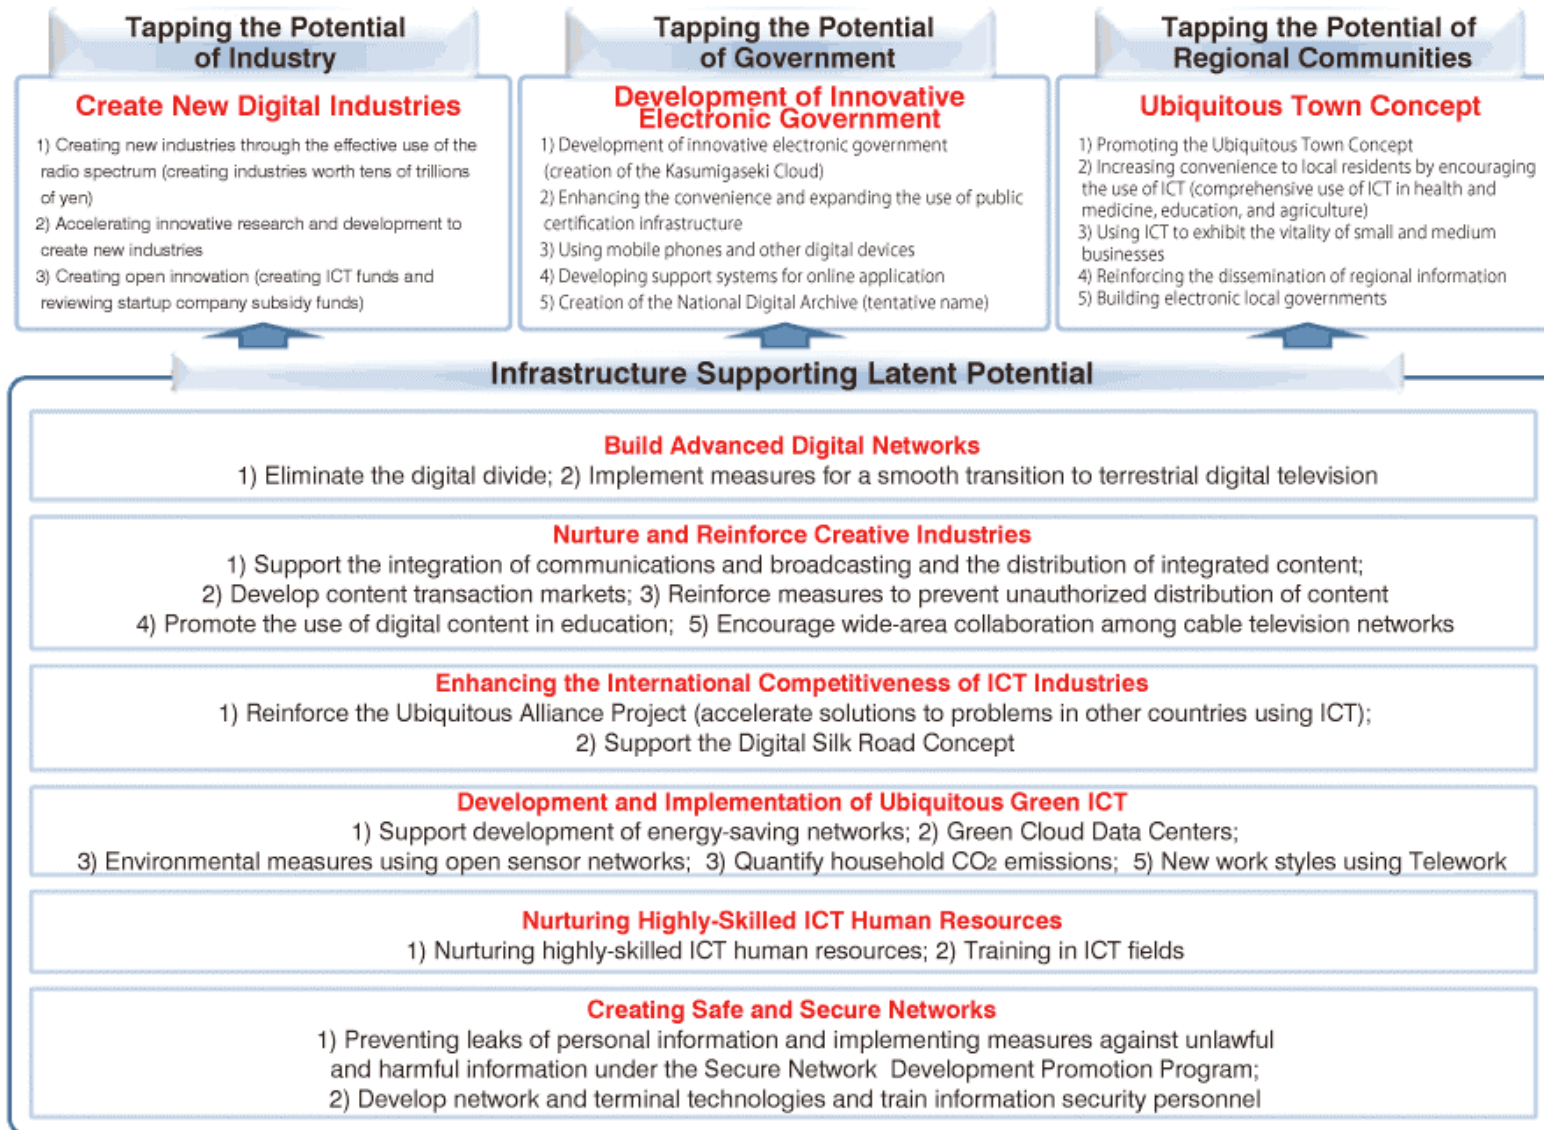 Tapping the Potential
of Industry
Create New Digital Industries
1) Creating new industries through the effective use of the
radio spectrum (creating industries worth tens of trillions
of yen)
2) Accelerating innovative research and development to
create new industries
3) Creating open innovation (creating ICT funds and
reviewing startup company subsidy funds)
Tapping the Potential
of Government
Development of Innovative
Electronic Government
1) Development of innovative electronic government
(creation of the Kasumigaseki Cloud)
2) Enhancing the convenience and expanding the use of public
certification infrastructure
3) Using mobile phones and other digital devices
4) Developing support systems for online application
5) Creation of the National Digital Archive (tentative name)
Tapping the Potential of
Regional Communities
Ubiquitous Town Concept
1) Promoting the Ubiquitous Town Concept
2) Increasing convenience to local residents by encouraging
the use of ICT (comprehensive use of ICT in health and
medicine, education, and agriculture)
3) Using ICT to exhibit the vitality of small and medium
businesses
4) Reinforcing the dissemination of regional information
5) Building electronic local governments
Infrastructure Supporting Latent Potential
Build Advanced Digital Networks
1) Eliminate the digital divide; 2) Implement measures for a smooth transition to terrestrial digital television
Nurture and Reinforce Creative Industries
1) Support the integration of communications and broadcasting and the distribution of integrated content;
2) Develop content transaction markets; 3) Reinforce measures to prevent unauthorized distribution of content
4) Promote the use of digital content in education; 5) Encourage wide-area collaboration among cable television networks
Enhancing the International Competitiveness of ICT Industries
1) Reinforce the Ubiquitous Alliance Project (accelerate solutions to problems in other countries using ICT);
2) Support the Digital Silk Road Concept
Development and Implementation of Ubiquitous Green ICT
1) Support development of energy-saving networks; 2) Green Cloud Data Centers;
3) Environmental measures using open sensor networks; 3) Quantify household CO2 emissions; 5) New work styles using Telework
Nurturing Highly-Skilled ICT Human Resources
1) Nurturing highly-skilled ICT human resources; 2) Training in ICT fields
Creating Safe and Secure Networks
1) Preventing leaks of personal information and implementing measures against unlawful
and harmful information under the Secure Network Development Promotion Program;
2) Develop network and terminal technologies and train information security personnel